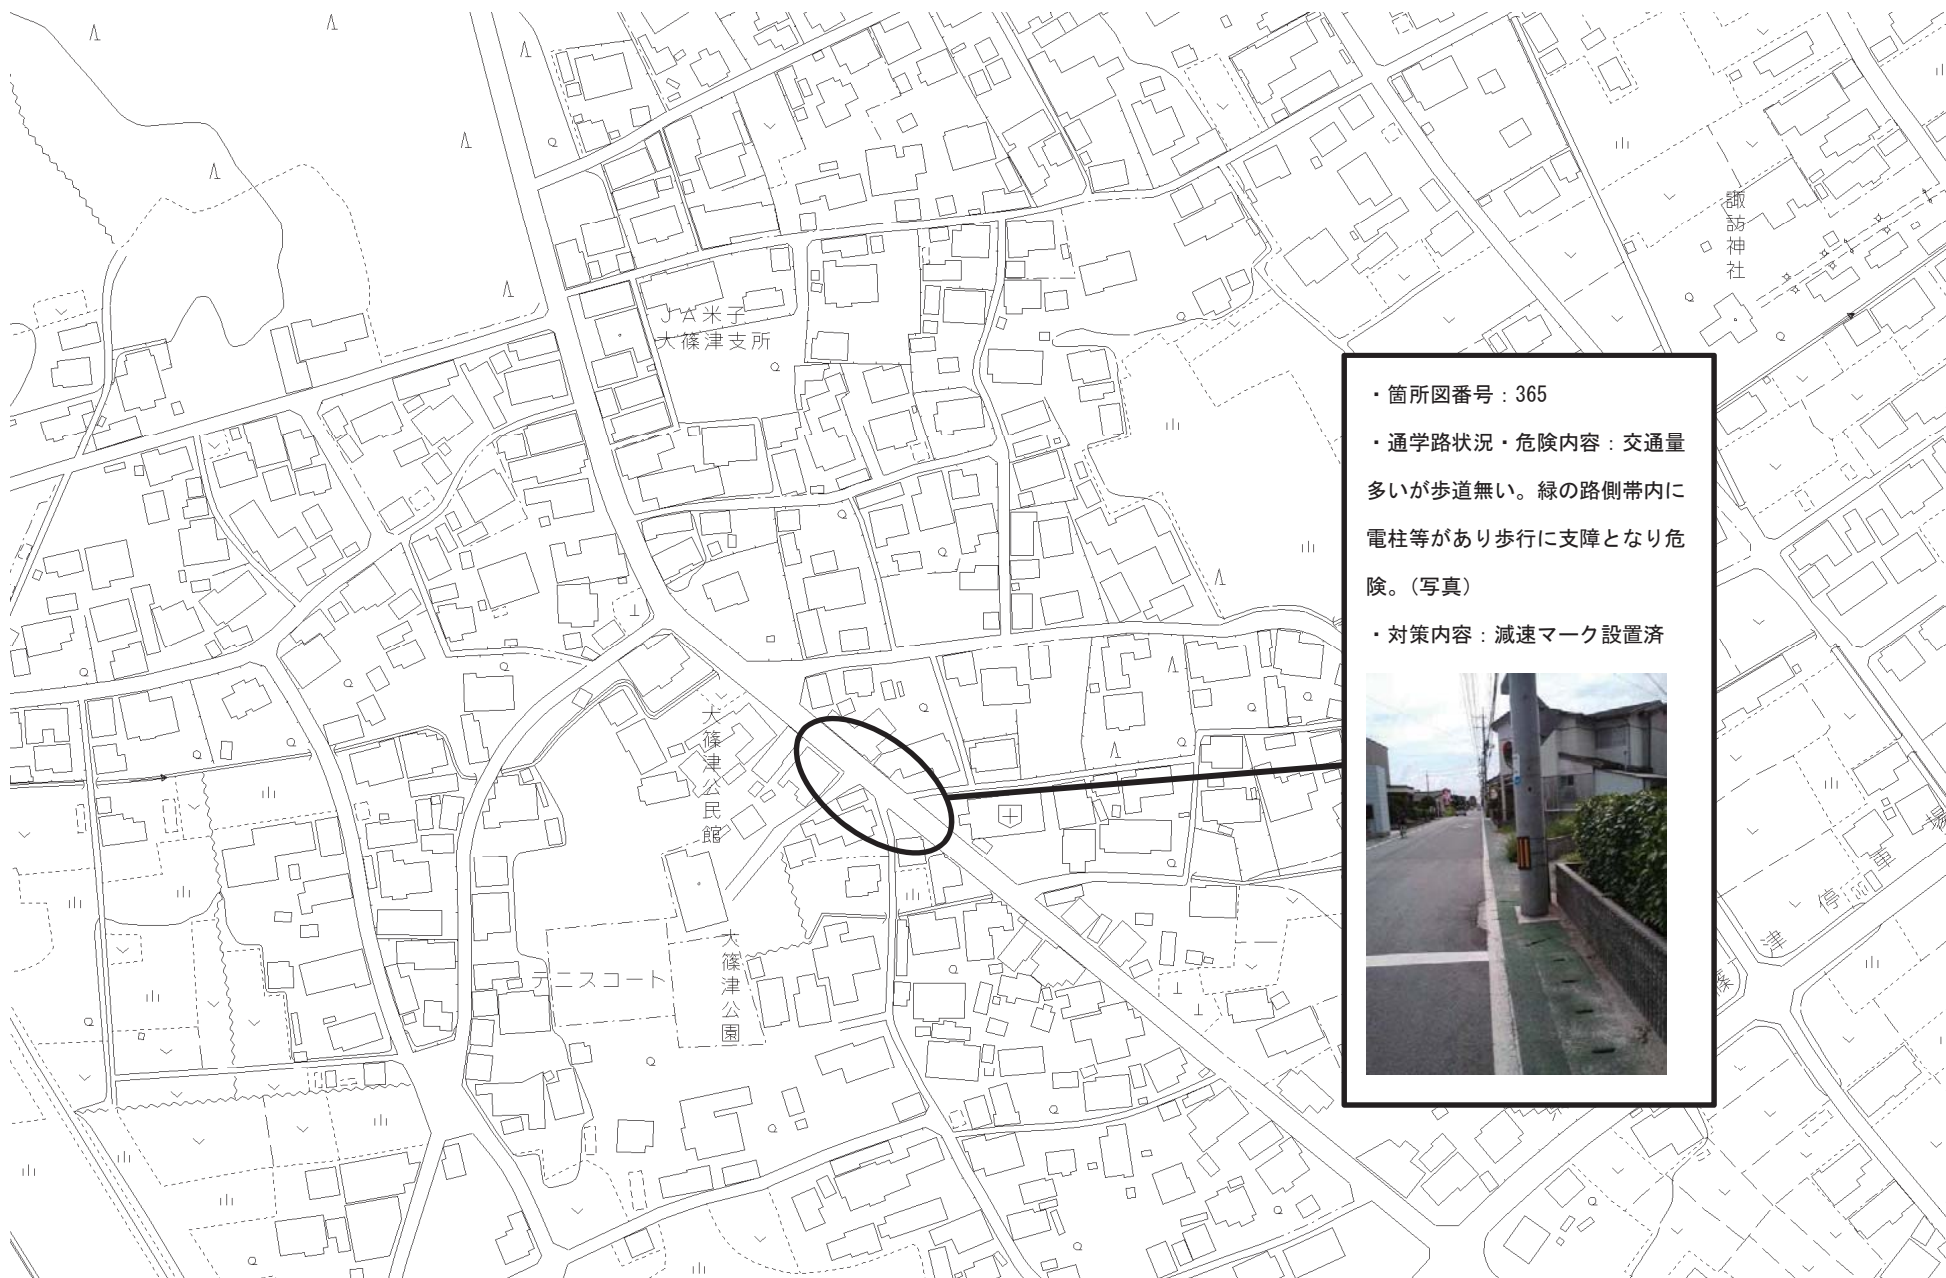 諏訪神社
JA米子
大篠津支所
・箇所図番号：365
・通学路状況・危険内容：交通量
多いが歩道無い。緑の路側帯内に
電柱等があり歩行に支障となり危
険。(写真)
・対策内容：減速マーク設置済
大篠津公民館
大篠津公園
テニスコート
篠津停車場